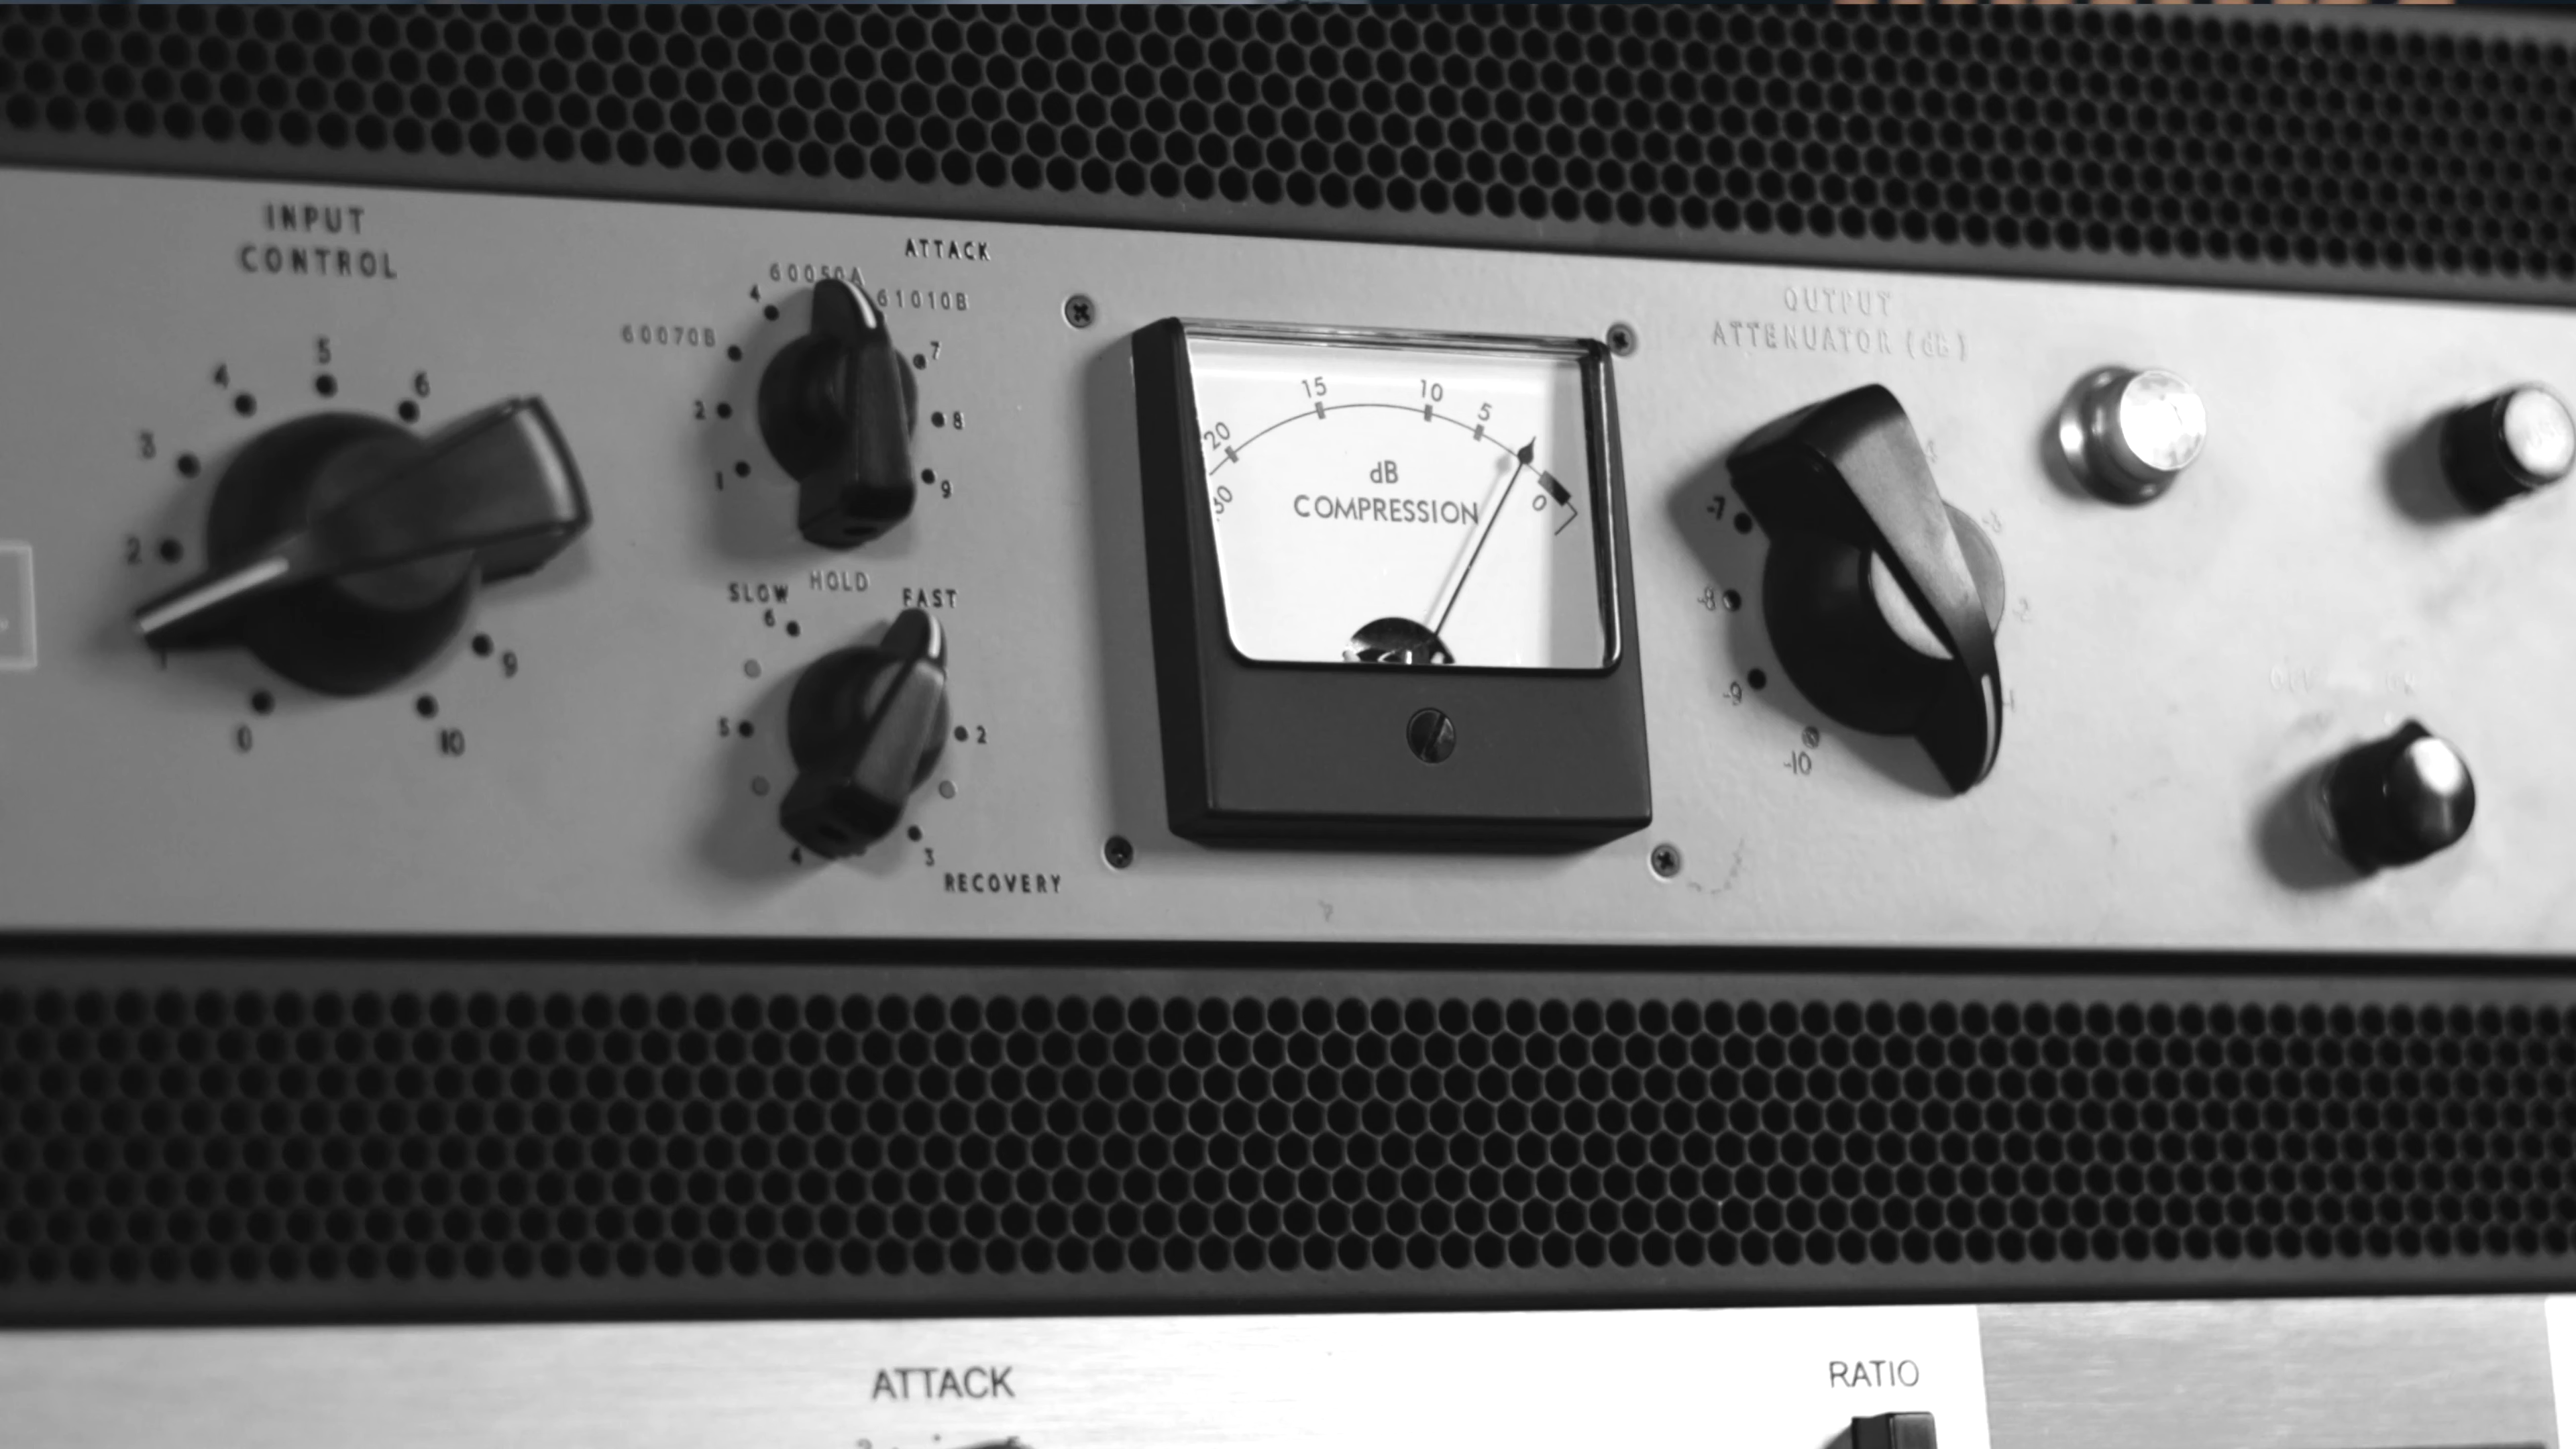 INPUT
CONTROL
0
2
3
4
5
6
9
10
ATTACK
60050A
61010B
60070B
4
2
1
7
8
9
SLOW
HOLD
FAST
6
5
4
3
2
RECOVERY
20
15
10
5
0
dB
COMPRESSION
OUTPUT
ATTENUATOR (dB)
-7
-8
-9
-10
ATTACK
RATIO